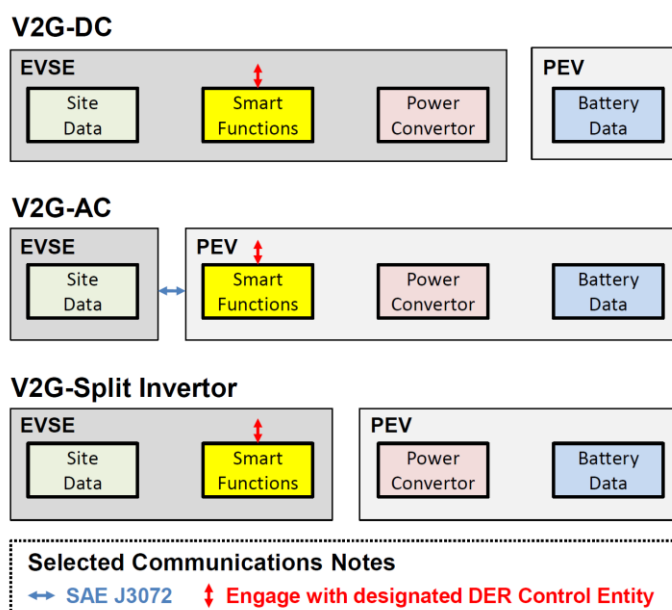 V2G-DC
EVSE
PEV
Site
Data
Smart
Functions
Power
Convertor
Battery
Data
V2G-AC
EVSE
PEV
Site
Data
Smart
Functions
Power
Convertor
Battery
Data
V2G-Split Invertor
EVSE
PEV
Site
Data
Smart
Functions
Power
Convertor
Battery
Data
Selected Communications Notes
SAE J3072
Engage with designated DER Control Entity